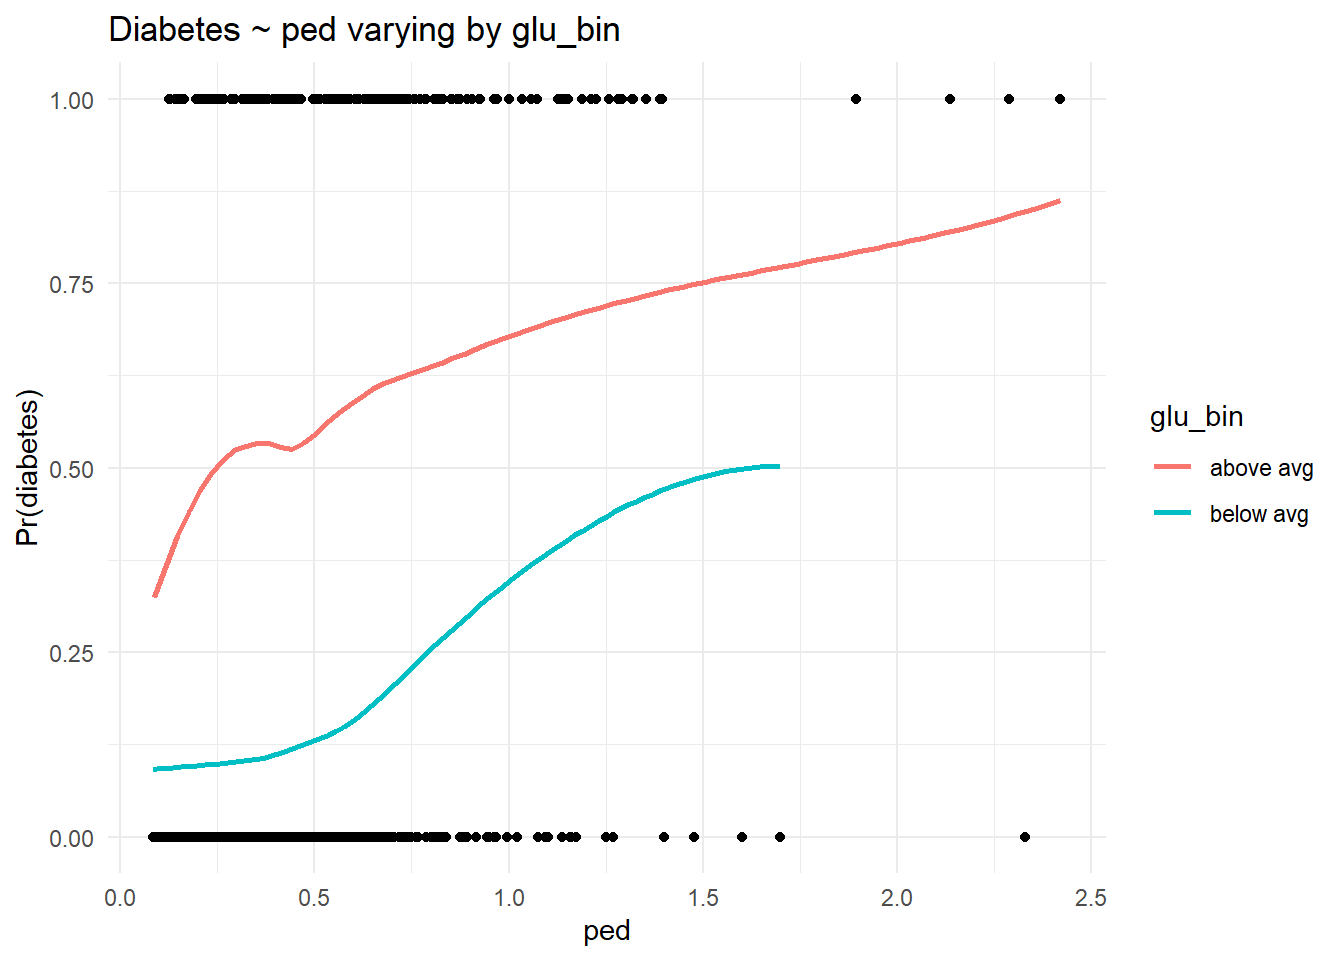 Diabetes ~ ped varying by glu_bin
1.00
0.75
0.50
0.25
0.00
Pr(diabetes)
0.0 0.5 1.0 1.5 2.0 2.5
ped
glu_bin
above avg
below avg